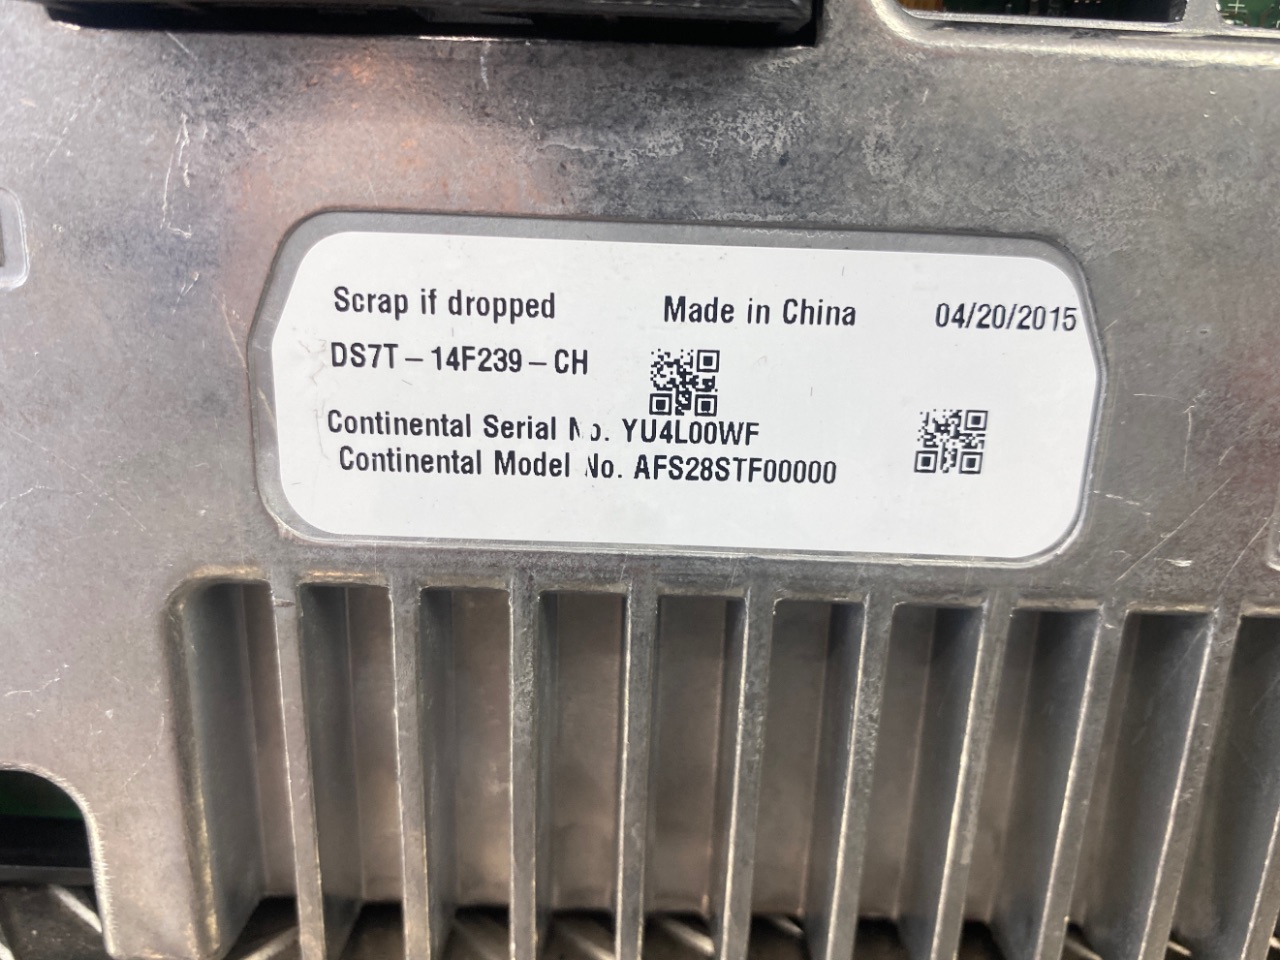 Scrap if dropped Made in China 04/20/2015
DS7T-14F239-CH
Continental Serial No. YU4L00WF
Continental Model No. AFS28STF00000